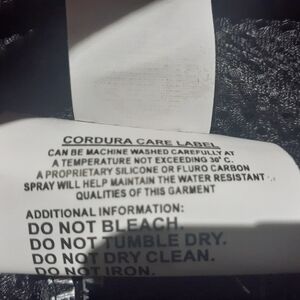 CORDURA CARE LABEL
CAN BE MACHINE WASHED CAREFULLY AT
A TEMPERATURE NOT EXCEEDING 30° C.
A PROPRIETARY SILICONE OR FLURO CARBON
SPRAY WILL HELP MAINTAIN THE WATER RESISTANT
QUALITIES OF THIS GARMENT
ADDITIONAL INFORMATION:
DO NOT BLEACH.
DO NOT TUMBLE DRY.
DO NOT DRY CLEAN.
DO NOT IRON.